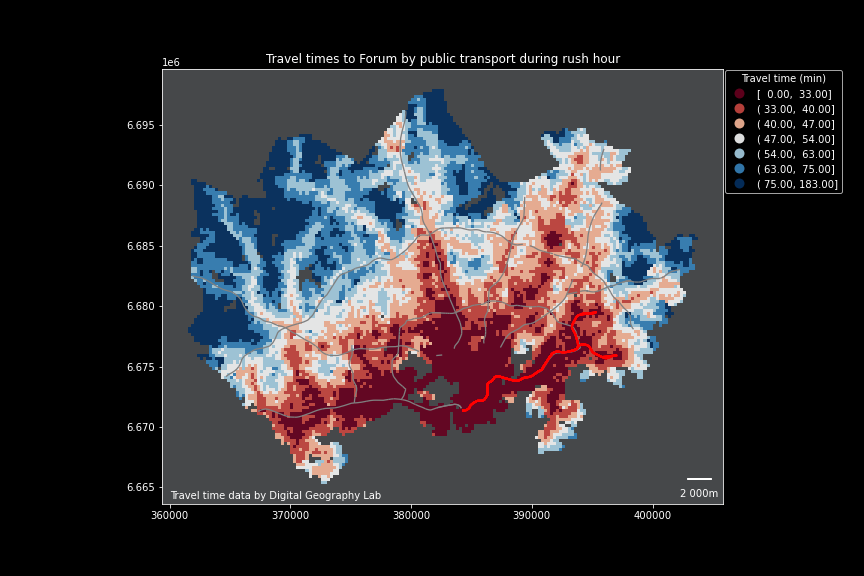 Travel times to Forum by public transport during rush hour
1e6
Travel time (min)
[  0.00,  33.00]
( 33.00,  40.00]
( 40.00,  47.00]
( 47.00,  54.00]
( 54.00,  63.00]
( 63.00,  75.00]
( 75.00, 183.00]
6.695
6.690
6.685
6.680
6.675
6.670
6.665
Travel time data by Digital Geography Lab
2 000m
360000
370000
380000
390000
400000